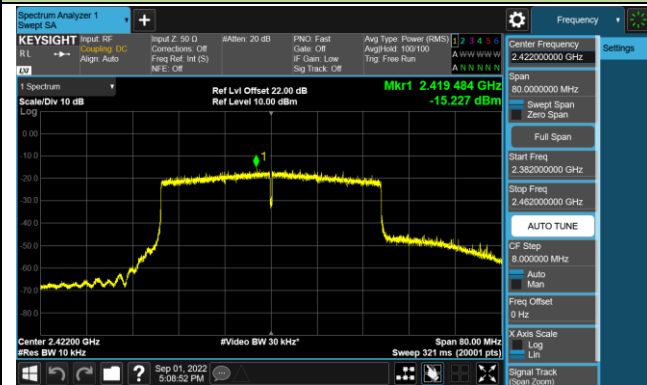 Spectrum Analyzer 1
Swept SA
Frequency
KEYSIGHT Input: RF
R L
Coupling: DC
Align: Auto
LXI
Input Z: 50 Ω
Corrections: Off
Freq Ref: Int (S)
NFE: Off
#Atten: 20 dB
PNO: Fast
Gate: Off
IF Gain: Low
Sig Track: Off
Avg Type: Power (RMS)
Avg|Hold: 100/100
Trig: Free Run
1 2 3 4 5 6
A W W W W W
A N N N N N
1 Spectrum
Scale/Div 10 dB
Log
Ref Lvl Offset 22.00 dB
Ref Level 10.00 dBm
Mkr1 2.419 484 GHz
-15.227 dBm
0.00
-10.0
-20.0
-30.0
-40.0
-50.0
-60.0
-70.0
-80.0
1
Center 2.42200 GHz
#Res BW 10 kHz
#Video BW 30 kHz*
Span 80.00 MHz
Sweep 321 ms (20001 pts)
Sep 01, 2022
5:08:52 PM
Center Frequency
2.422000000 GHz
Settings
Span
80.0000000 MHz
Swept Span
Zero Span
Full Span
Start Freq
2.382000000 GHz
Stop Freq
2.462000000 GHz
AUTO TUNE
CF Step
8.000000 MHz
Auto
Man
Freq Offset
0 Hz
X Axis Scale
Log
Lin
Signal Track
(Span Zoom)